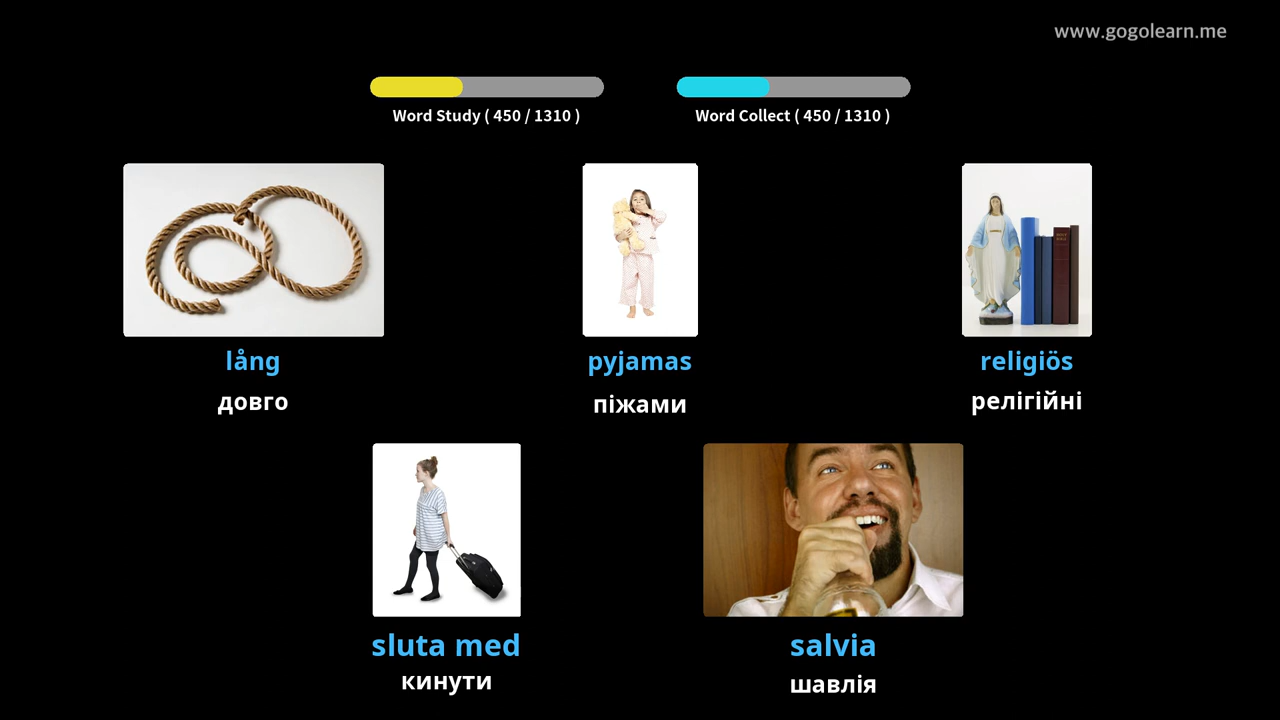 www.gogolearn.me
Word Study ( 450 / 1310 )
Word Collect ( 450 / 1310 )
lång
pyjamas
religiös
довго
піжами
релігійні
sluta med
salvia
кинути
шавлія